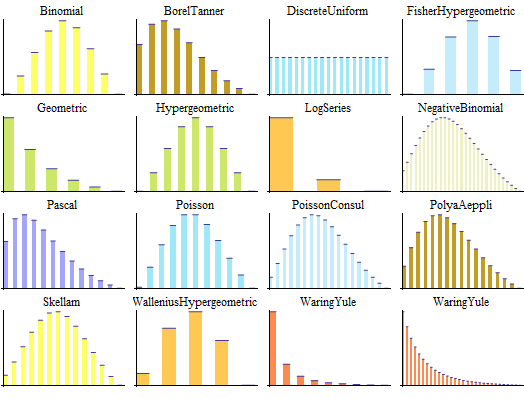 Binomial
BorelTanner
DiscreteUniform
FisherHypergeometric
Geometric
Hypergeometric
LogSeries
NegativeBinomial
Pascal
Poisson
PoissonConsul
PolyaAeppli
Skellam
WalleniusHypergeometric
WaringYule
WaringYule